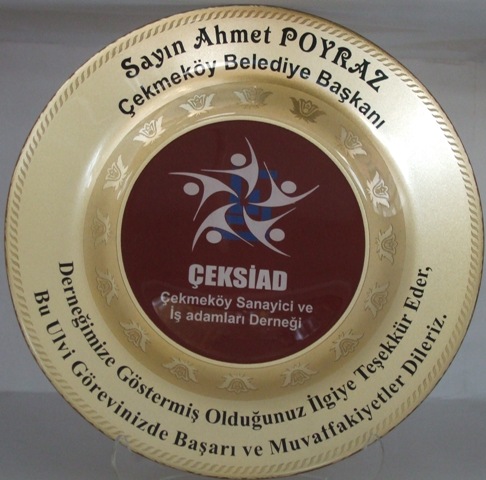 Sayın Ahmet POYRAZ
Çekmeköy Belediye Başkanı
ÇEKSİAD
Çekmeköy Sanayici ve
İş adamları Derneği
Derneğimize Göstermiş Olduğunuz İlgiye Teşekkür Eder,
Bu Ulvi Görevinizde Başarı ve Muvaffakiyetler Dileriz.